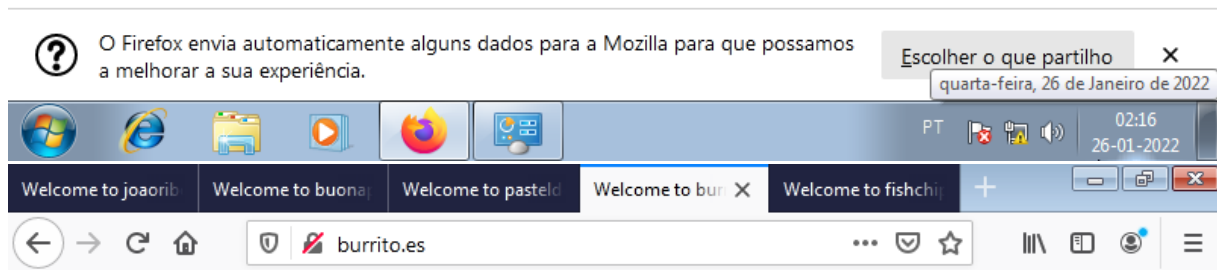 O Firefox envia automaticamente alguns dados para a Mozilla para que possamos
a melhorar a sua experiência.
Escolher o que partilho
quarta-feira, 26 de Janeiro de 2022
PT
02:16
26-01-2022
Welcome to joaorib
Welcome to buonap
Welcome to pasteld
Welcome to bur
Welcome to fishchip
burrito.es